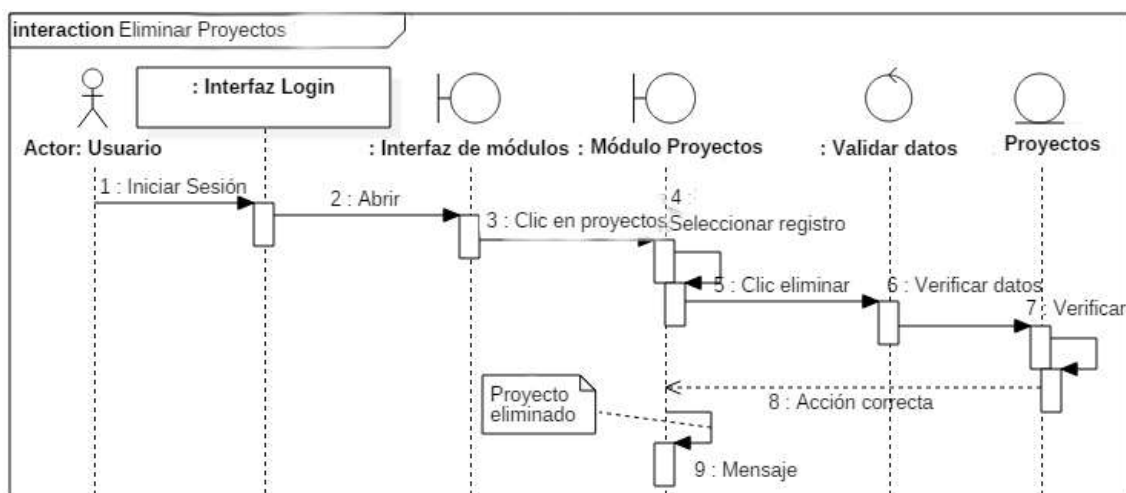 interaction Eliminar Proyectos
: Interfaz Login
Actor: Usuario
: Interfaz de módulos
: Módulo Proyectos
: Validar datos
Proyectos
1 : Iniciar Sesión
2 : Abrir
3 : Clic en proyectos
4 :
Seleccionar registro
5 : Clic eliminar
6 : Verificar datos
7 : Verificar
8 : Acción correcta
Proyecto
eliminado
9 : Mensaje